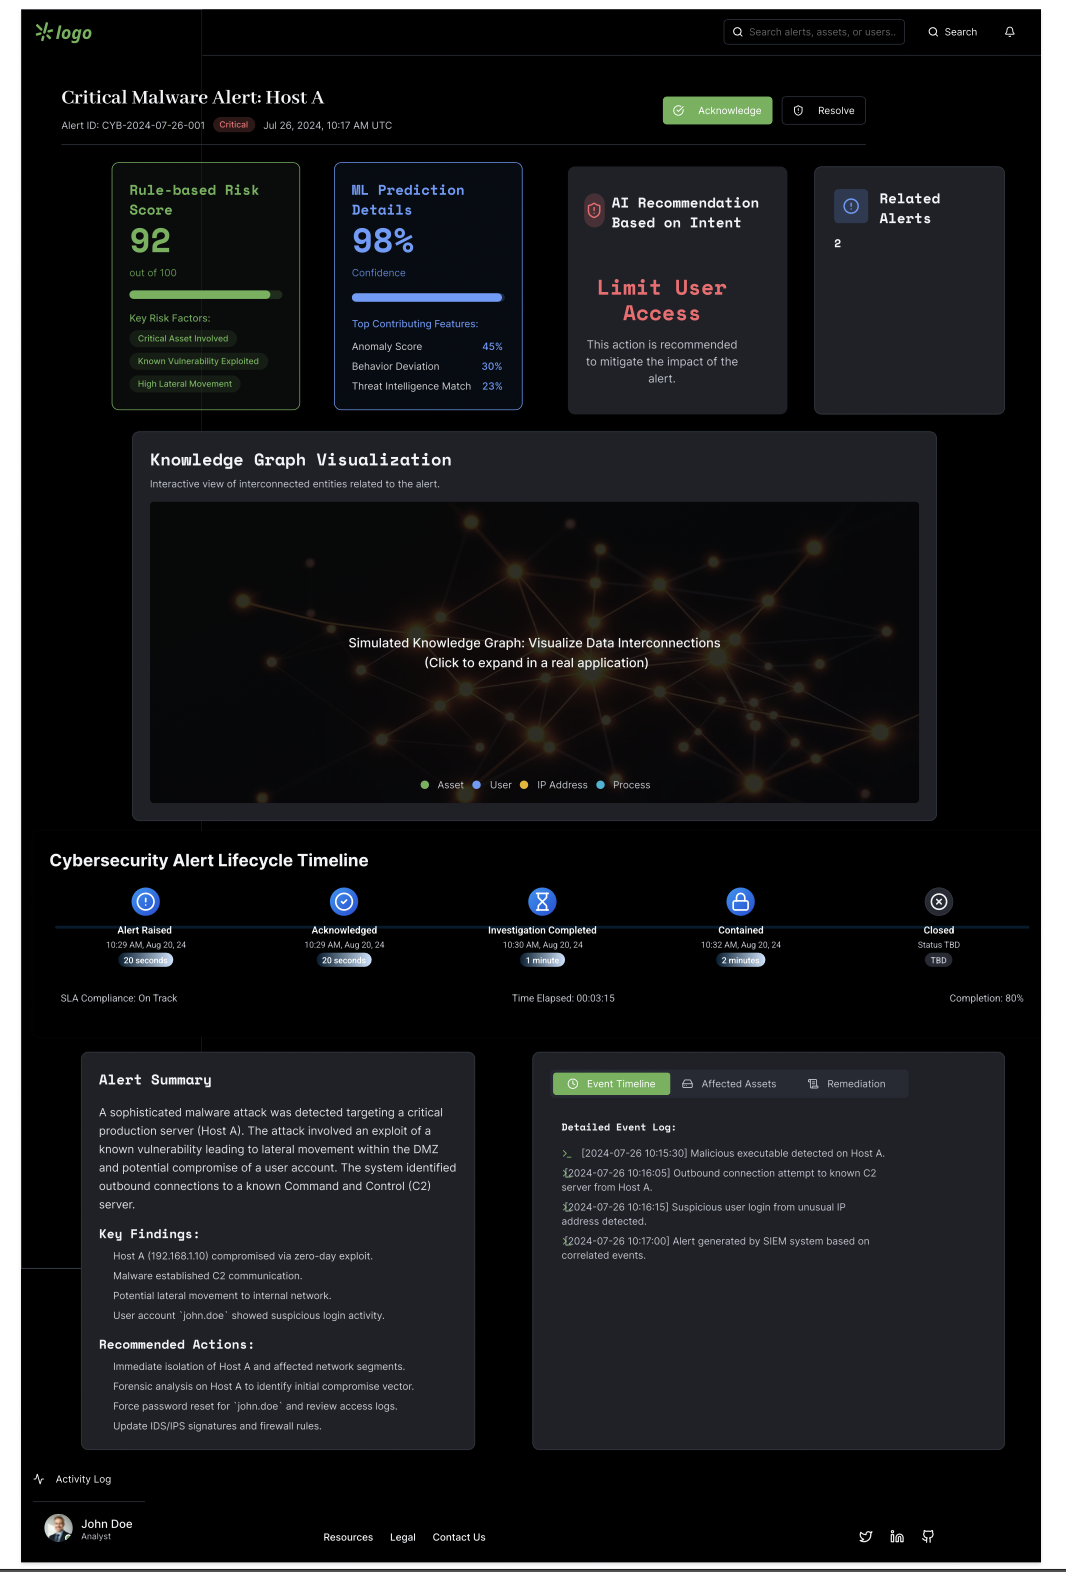 logo
Search alerts, assets, or users..
Search
Critical Malware Alert: Host A
Alert ID: CYB-2024-07-26-001 Critical Jul 26, 2024, 10:17 AM UTC
Acknowledge
Resolve
Rule-based Risk
Score
92
out of 100
Key Risk Factors:
Critical Asset Involved
Known Vulnerability Exploited
High Lateral Movement
ML Prediction
Details
98%
Confidence
Top Contributing Features:
Anomaly Score 45%
Behavior Deviation 30%
Threat Intelligence Match 23%
AI Recommendation
Based on Intent
Limit User
Access
This action is recommended
to mitigate the impact of the
alert.
Related
Alerts
2
Knowledge Graph Visualization
Interactive view of interconnected entities related to the alert.
Simulated Knowledge Graph: Visualize Data Interconnections
(Click to expand in a real application)
Asset User IP Address Process
Cybersecurity Alert Lifecycle Timeline
Alert Raised
10:29 AM, Aug 20, 24
20 seconds
Acknowledged
10:29 AM, Aug 20, 24
20 seconds
Investigation Completed
10:30 AM, Aug 20, 24
1 minute
Contained
10:32 AM, Aug 20, 24
2 minutes
Closed
Status TBD
TBD
SLA Compliance: On Track
Time Elapsed: 00:03:15
Completion: 80%
Alert Summary
A sophisticated malware attack was detected targeting a critical
production server (Host A). The attack involved an exploit of a
known vulnerability leading to lateral movement within the DMZ
and potential compromise of a user account. The system identified
outbound connections to a known Command and Control (C2)
server.
Key Findings:
Host A (192.168.1.10) compromised via zero-day exploit.
Malware established C2 communication.
Potential lateral movement to internal network.
User account `john.doe` showed suspicious login activity.
Recommended Actions:
Immediate isolation of Host A and affected network segments.
Forensic analysis on Host A to identify initial compromise vector.
Force password reset for `john.doe` and review access logs.
Update IDS/IPS signatures and firewall rules.
Event Timeline
Affected Assets
Remediation
Detailed Event Log:
[2024-07-26 10:15:30] Malicious executable detected on Host A.
[2024-07-26 10:16:05] Outbound connection attempt to known C2
server from Host A.
[2024-07-26 10:16:15] Suspicious user login from unusual IP
address detected.
[2024-07-26 10:17:00] Alert generated by SIEM system based on
correlated events.
Activity Log
John Doe
Analyst
Resources Legal Contact Us